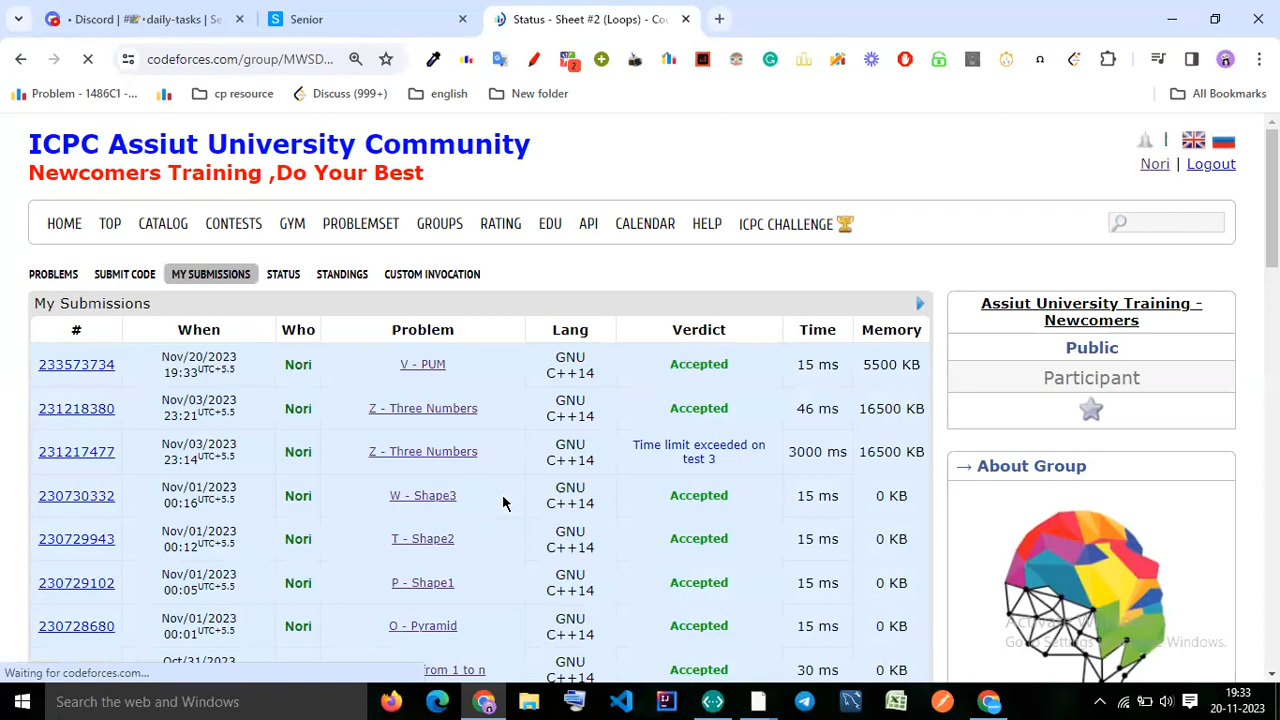 • Discord | #📝daily-tasks | Se
Senior
Status - Sheet #2 (Loops) - Co
codeforces.com/group/MWSD...
Problem - 1486C1 -...
cp resource
Discuss (999+)
english
New folder
All Bookmarks
ICPC Assiut University Community
Newcomers Training ,Do Your Best
Nori | Logout
HOME TOP CATALOG CONTESTS GYM PROBLEMSET GROUPS RATING EDU API CALENDAR HELP ICPC CHALLENGE 🏆
PROBLEMS SUBMIT CODE MY SUBMISSIONS STATUS STANDINGS CUSTOM INVOCATION
My Submissions
# When Who Problem Lang Verdict Time Memory
233573734 Nov/20/2023 19:33UTC+5.5 Nori V - PUM GNU C++14 Accepted 15 ms 5500 KB
231218380 Nov/03/2023 23:21UTC+5.5 Nori Z - Three Numbers GNU C++14 Accepted 46 ms 16500 KB
231217477 Nov/03/2023 23:14UTC+5.5 Nori Z - Three Numbers GNU C++14 Time limit exceeded on test 3 3000 ms 16500 KB
230730332 Nov/01/2023 00:16UTC+5.5 Nori W - Shape3 GNU C++14 Accepted 15 ms 0 KB
230729943 Nov/01/2023 00:12UTC+5.5 Nori T - Shape2 GNU C++14 Accepted 15 ms 0 KB
230729102 Nov/01/2023 00:05UTC+5.5 Nori P - Shape1 GNU C++14 Accepted 15 ms 0 KB
230728680 Nov/01/2023 00:01UTC+5.5 Nori O - Pyramid GNU C++14 Accepted 15 ms 0 KB
Oct/31/2023 from 1 to n GNU Accepted 30 ms
Assiut University Training -
Newcomers
Public
Participant
→ About Group
Waiting for codeforces.com...
Search the web and Windows
19:33
20-11-2023